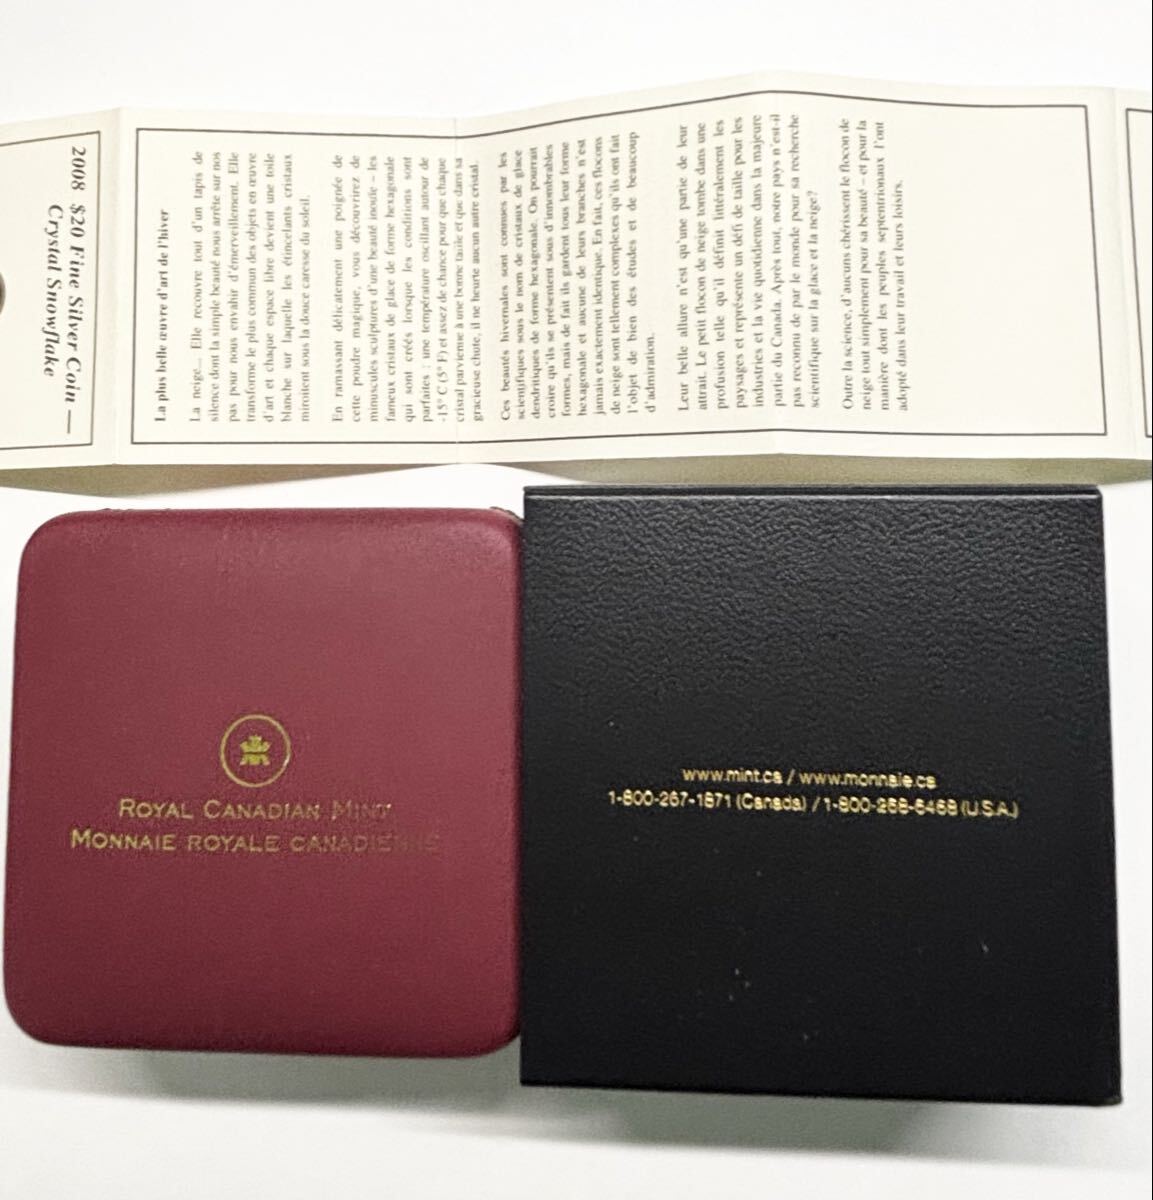 2008 $20 Fine Silver Coin —
Crystal Snowflake
La plus belle œuvre d'art de l'hiver
La neige... Elle recouvre tout d'un tapis de
silence dont la simple beauté nous arrête sur nos
pas pour nous envahir d'émerveillement. Elle
transforme le plus commun des objets en œuvre
d'art et chaque espace libre devient une toile
blanche sur laquelle les étincelants cristaux
miroitent sous la douce caresse du soleil.
En ramassant délicatement une poignée de
cette poudre magique, vous découvrirez de
minuscules sculptures d'une beauté inouïe – les
fameux cristaux de glace de forme hexagonale
qui sont créés lorsque les conditions sont
parfaites : une température oscillant autour de
-15° C (5° F) et assez de chance pour que chaque
cristal parvienne à une bonne taille et que dans sa
gracieuse chute, il ne heurte aucun autre cristal.
Ces beautés hivernales sont connues par les
scientifiques sous le nom de cristaux de glace
dendritiques de forme hexagonale. On pourrait
croire qu'ils se présentent sous d'innombrables
formes, mais de fait ils gardent tous leur forme
hexagonale et aucune de leurs branches n'est
jamais exactement identique. En fait, ces flocons
de neige sont tellement complexes qu'ils ont fait
l'objet de bien des études et de beaucoup
d'admiration.
Leur belle allure n'est qu'une partie de leur
attrait. Le petit flocon de neige tombe dans une
profusion telle qu'il définit littéralement les
paysages et représente un défi de taille pour les
industries et la vie quotidienne dans la majeure
partie du Canada. Après tout, notre pays n'est-il
pas reconnu de par le monde pour sa recherche
scientifique sur la glace et la neige?
Outre la science, d'aucuns chérissent le flocon de
neige tout simplement pour sa beauté – et pour la
manière dont les peuples septentrionaux l'ont
adopté dans leur travail et leurs loisirs.
ROYAL CANADIAN MINT
MONNAIE ROYALE CANADIENNE
www.mint.ca / www.monnaie.ca
1-800-267-1871 (Canada) / 1-800-268-6468 (U.S.A.)